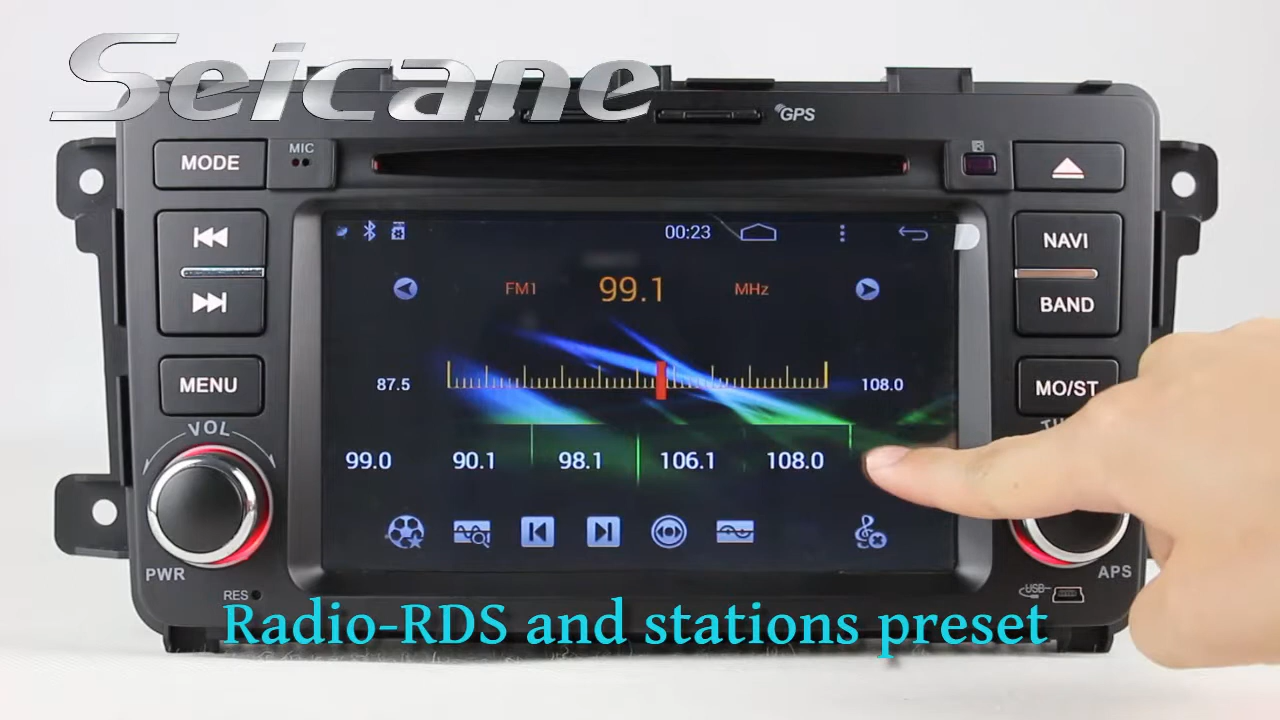 Seicane
GPS
MODE
MIC
00:23
NAVI
FM1 99.1 MHz
BAND
87.5 108.0
MENU
MO/ST
VOL
99.0 90.1 98.1 106.1 108.0
PWR
APS
RES
USB
Radio-RDS and stations preset